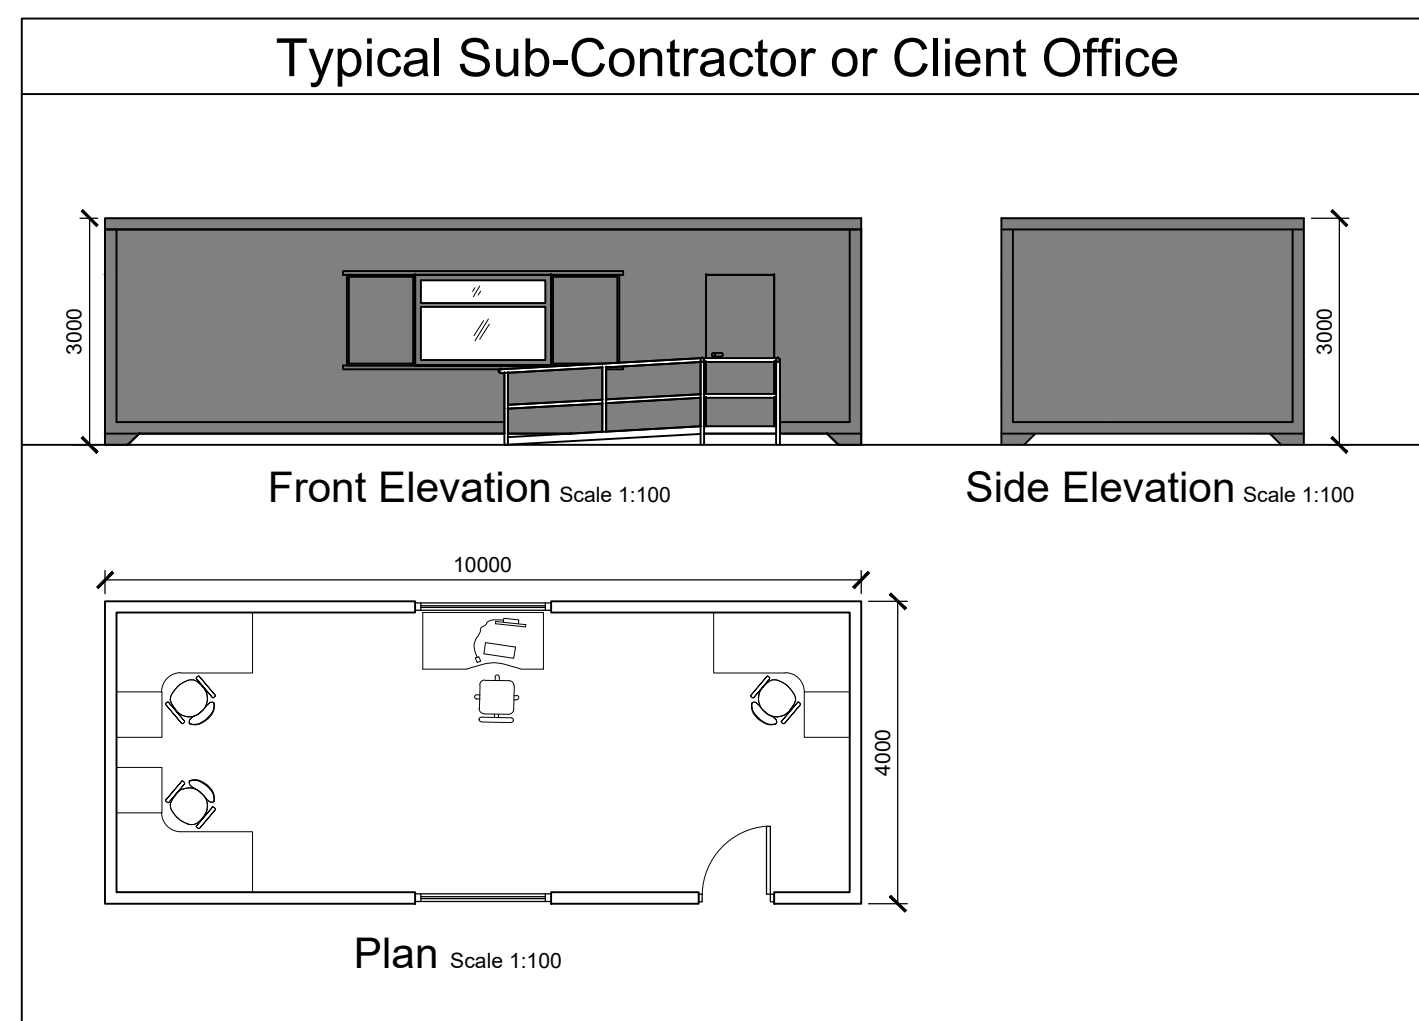 Typical Sub-Contractor or Client Office
3000
3000
Front Elevation Scale 1:100
Side Elevation Scale 1:100
10000
4000
Plan Scale 1:100